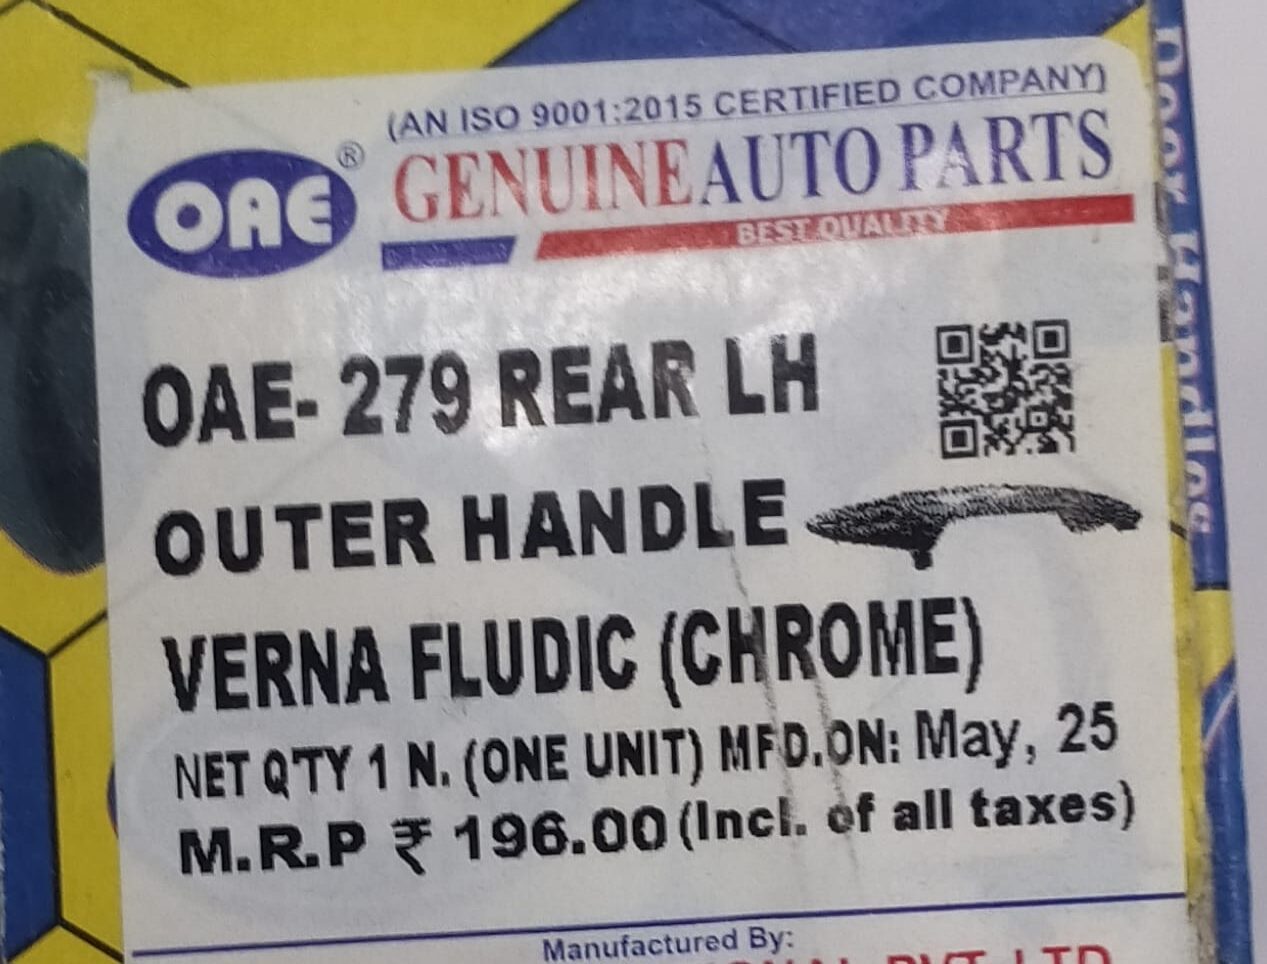 (AN ISO 9001:2015 CERTIFIED COMPANY)
OAE®
GENUINE AUTO PARTS
BEST QUALITY
OAE- 279 REAR LH
OUTER HANDLE
VERNA FLUDIC (CHROME)
NET QTY 1 N. (ONE UNIT) MFD.ON: May, 25
M.R.P ₹ 196.00 (Incl. of all taxes)
Manufactured By:
PVT LTD
Door Handles